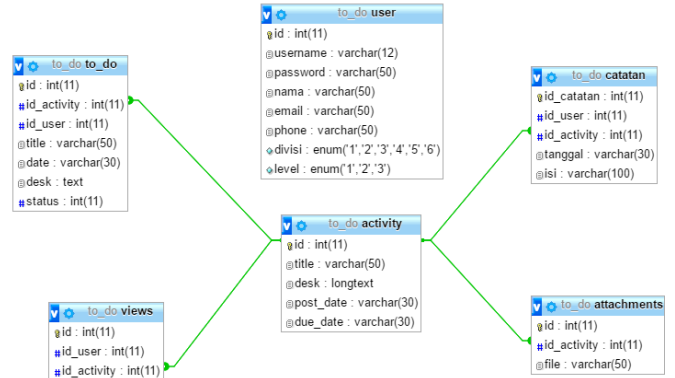 to_do user
id : int(11)
username : varchar(12)
password : varchar(50)
nama : varchar(50)
email : varchar(50)
phone : varchar(50)
divisi : enum('1','2','3','4','5','6')
level : enum('1','2','3')
to_do to_do
id : int(11)
id_activity : int(11)
id_user : int(11)
title : varchar(50)
date : varchar(30)
desk : text
status : int(11)
to_do catatan
id_catatan : int(11)
id_user : int(11)
id_activity : int(11)
tanggal : varchar(30)
isi : varchar(100)
to_do activity
id : int(11)
title : varchar(50)
desk : longtext
post_date : varchar(30)
due_date : varchar(30)
to_do views
id : int(11)
id_user : int(11)
id_activity : int(11)
to_do attachments
id : int(11)
id_activity : int(11)
file : varchar(50)